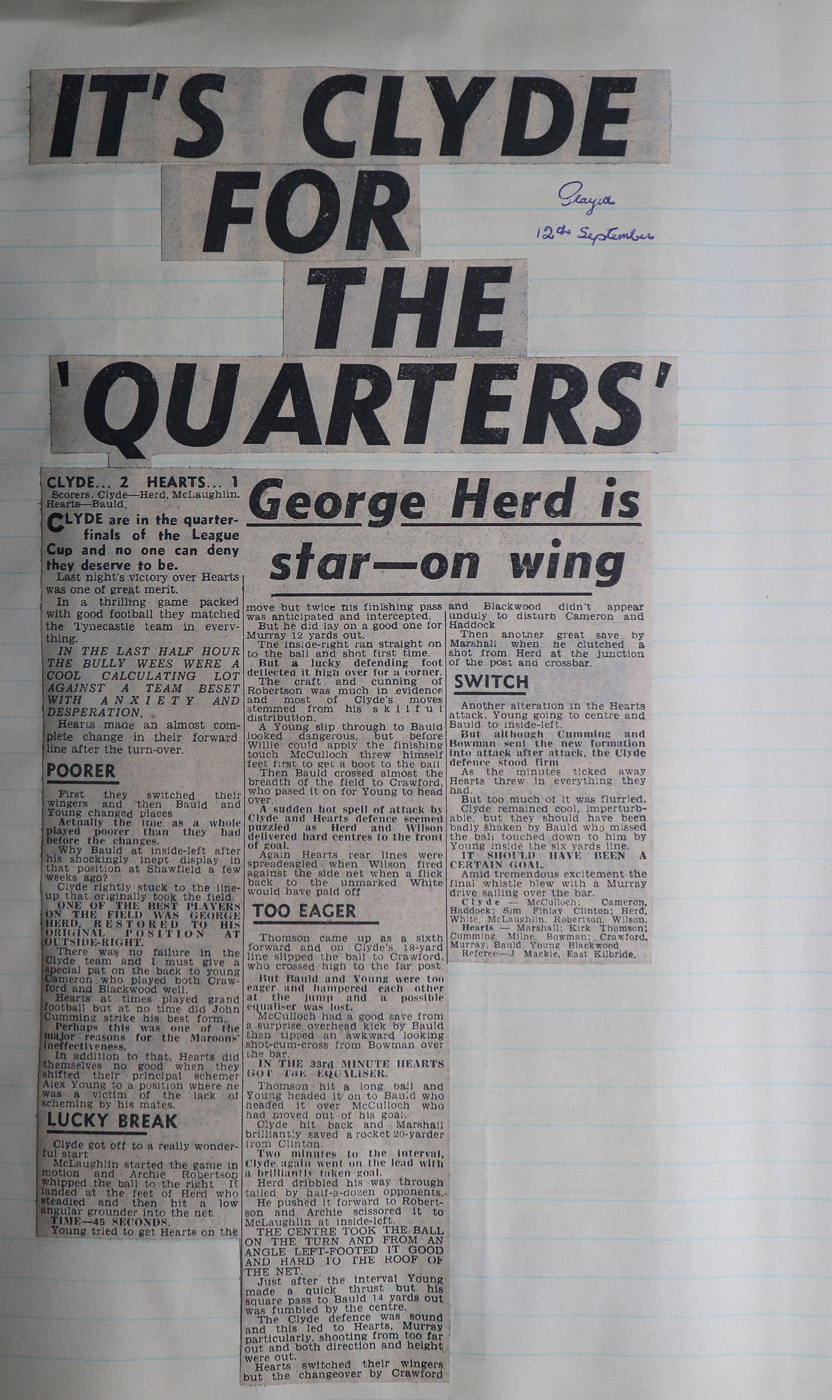 IT'S CLYDE
FOR
THE
'QUARTERS'
12th September
CLYDE... 2 HEARTS... 1
Scorers. Clyde—Herd, McLaughlin.
Hearts—Bauld.
CLYDE are in the quarter-
finals of the League
Cup and no one can deny
they deserve to be.
Last night's victory over Hearts
was one of great merit.
In a thrilling game packed
with good football they matched
the Tynecastle team in every-
thing.
IN THE LAST HALF HOUR
THE BULLY WEES WERE A
COOL CALCULATING LOT
AGAINST A TEAM BESET
WITH ANXIETY AND
DESPERATION.
Hearts made an almost com-
plete change in their forward
line after the turn-over.
POORER
First they switched their
wingers and then Bauld and
Young changed places
Actually the line as a whole
played poorer than they had
before the changes.
Why Bauld at inside-left after
his shockingly inept display in
that position at Shawfield a few
weeks ago?
Clyde rightly stuck to the line-
up that originally took the field.
ONE OF THE BEST PLAYERS
ON THE FIELD WAS GEORGE
HERD, RESTORED TO HIS
ORIGINAL POSITION AT
OUTSIDE-RIGHT.
There was no failure in the
Clyde team and I must give a
special pat on the back to young
Cameron who played both Craw-
ford and Blackwood well.
Hearts at times played grand
football but at no time did John
Cumming strike his best form.
Perhaps this was one of the
major reasons for the Maroons'
ineffectiveness.
In addition to that, Hearts did
themselves no good when they
shifted their principal schemer
Alex Young to a position where he
was a victim of the lack of
scheming by his mates.
LUCKY BREAK
Clyde got off to a really wonder-
ful start
McLaughlin started the game in
motion and Archie Robertson
whipped the ball to the right It
landed at the feet of Herd who
steadied and then hit a low
angular grounder into the net
TIME—45 SECONDS.
Young tried to get Hearts on the
George Herd is
star—on wing
move but twice his finishing pass
was anticipated and intercepted.
But he did lay on a good one for
Murray 12 yards out.
The inside-right ran straight on
to the ball and shot first time.
But a lucky defending foot
deflected it high over for a corner.
The craft and cunning of
Robertson was much in evidence
and most of Clyde's moves
stemmed from his skilful
distribution.
A Young slip through to Bauld
looked dangerous, but before
Willie could apply the finishing
touch McCulloch threw himself
feet first to get a boot to the ball
Then Bauld crossed almost the
breadth of the field to Crawford,
who pased it on for Young to head
over.
A sudden hot spell of attack by
Clyde and Hearts defence seemed
puzzled as Herd and Wilson
delivered hard centres to the front
of goal.
Again Hearts rear lines were
spreadeagled when Wilson fired
against the side net when a flick
back to the unmarked White
would have paid off
TOO EAGER
Thomson came up as a sixth
forward and on Clyde's 18-yard
line slipped the ball to Crawford,
who crossed high to the far post.
But Bauld and Young were too
eager and hampered each other
at the jump and a possible
equaliser was lost.
McCulloch had a good save from
a surprise overhead kick by Bauld
then tipped an awkward looking
shot-cum-cross from Bowman over
the bar.
IN THE 33rd MINUTE HEARTS
GOT THE EQUALISER.
Thomson hit a long ball and
Young headed it on to Bauld who
headed it over McCulloch who
had moved out of his goal.
Clyde hit back and Marshall
brilliantly saved a rocket 20-yarder
from Clinton
Two minutes to the interval,
Clyde again went on the lead with
a brilliantly taken goal.
Herd dribbled his way through
tailed by half-a-dozen opponents.
He pushed it forward to Robert-
son and Archie scissored it to
McLaughlin at inside-left.
THE CENTRE TOOK THE BALL
ON THE TURN AND FROM AN
ANGLE LEFT-FOOTED IT GOOD
AND HARD TO THE ROOF OF
THE NET.
Just after the interval Young
made a quick thrust but his
square pass to Bauld 14 yards out
was fumbled by the centre.
The Clyde defence was sound
and this led to Hearts, Murray
particularly, shooting from too far
out and both direction and height
were out.
Hearts switched their wingers
but the changeover by Crawford
and Blackwood didn't appear
unduly to disturb Cameron and
Haddock
Then another great save by
Marshall when he clutched a
shot from Herd at the junction
of the post and crossbar.
SWITCH
Another alteration in the Hearts
attack, Young going to centre and
Bauld to inside-left.
But although Cumming and
Bowman sent the new formation
into attack after attack, the Clyde
defence stood firm
As the minutes ticked away
Hearts threw in everything they
had.
But too much of it was flurried.
Clyde remained cool, imperturb-
able, but they should have been
badly shaken by Bauld who missed
the ball touched down to him by
Young inside the six yards line.
IT SHOULD HAVE BEEN A
CERTAIN GOAL.
Amid tremendous excitement the
final whistle blew with a Murray
drive sailing over the bar.
Clyde — McCulloch; Cameron,
Haddock; Sim Finlay Clinton; Herd,
White, McLaughlin, Robertson, Wilson.
Hearts — Marshall; Kirk Thomson;
Cumming, Milne, Bowman; Crawford,
Murray, Bauld, Young Blackwood
Referee—J Mackie, East Kilbride.